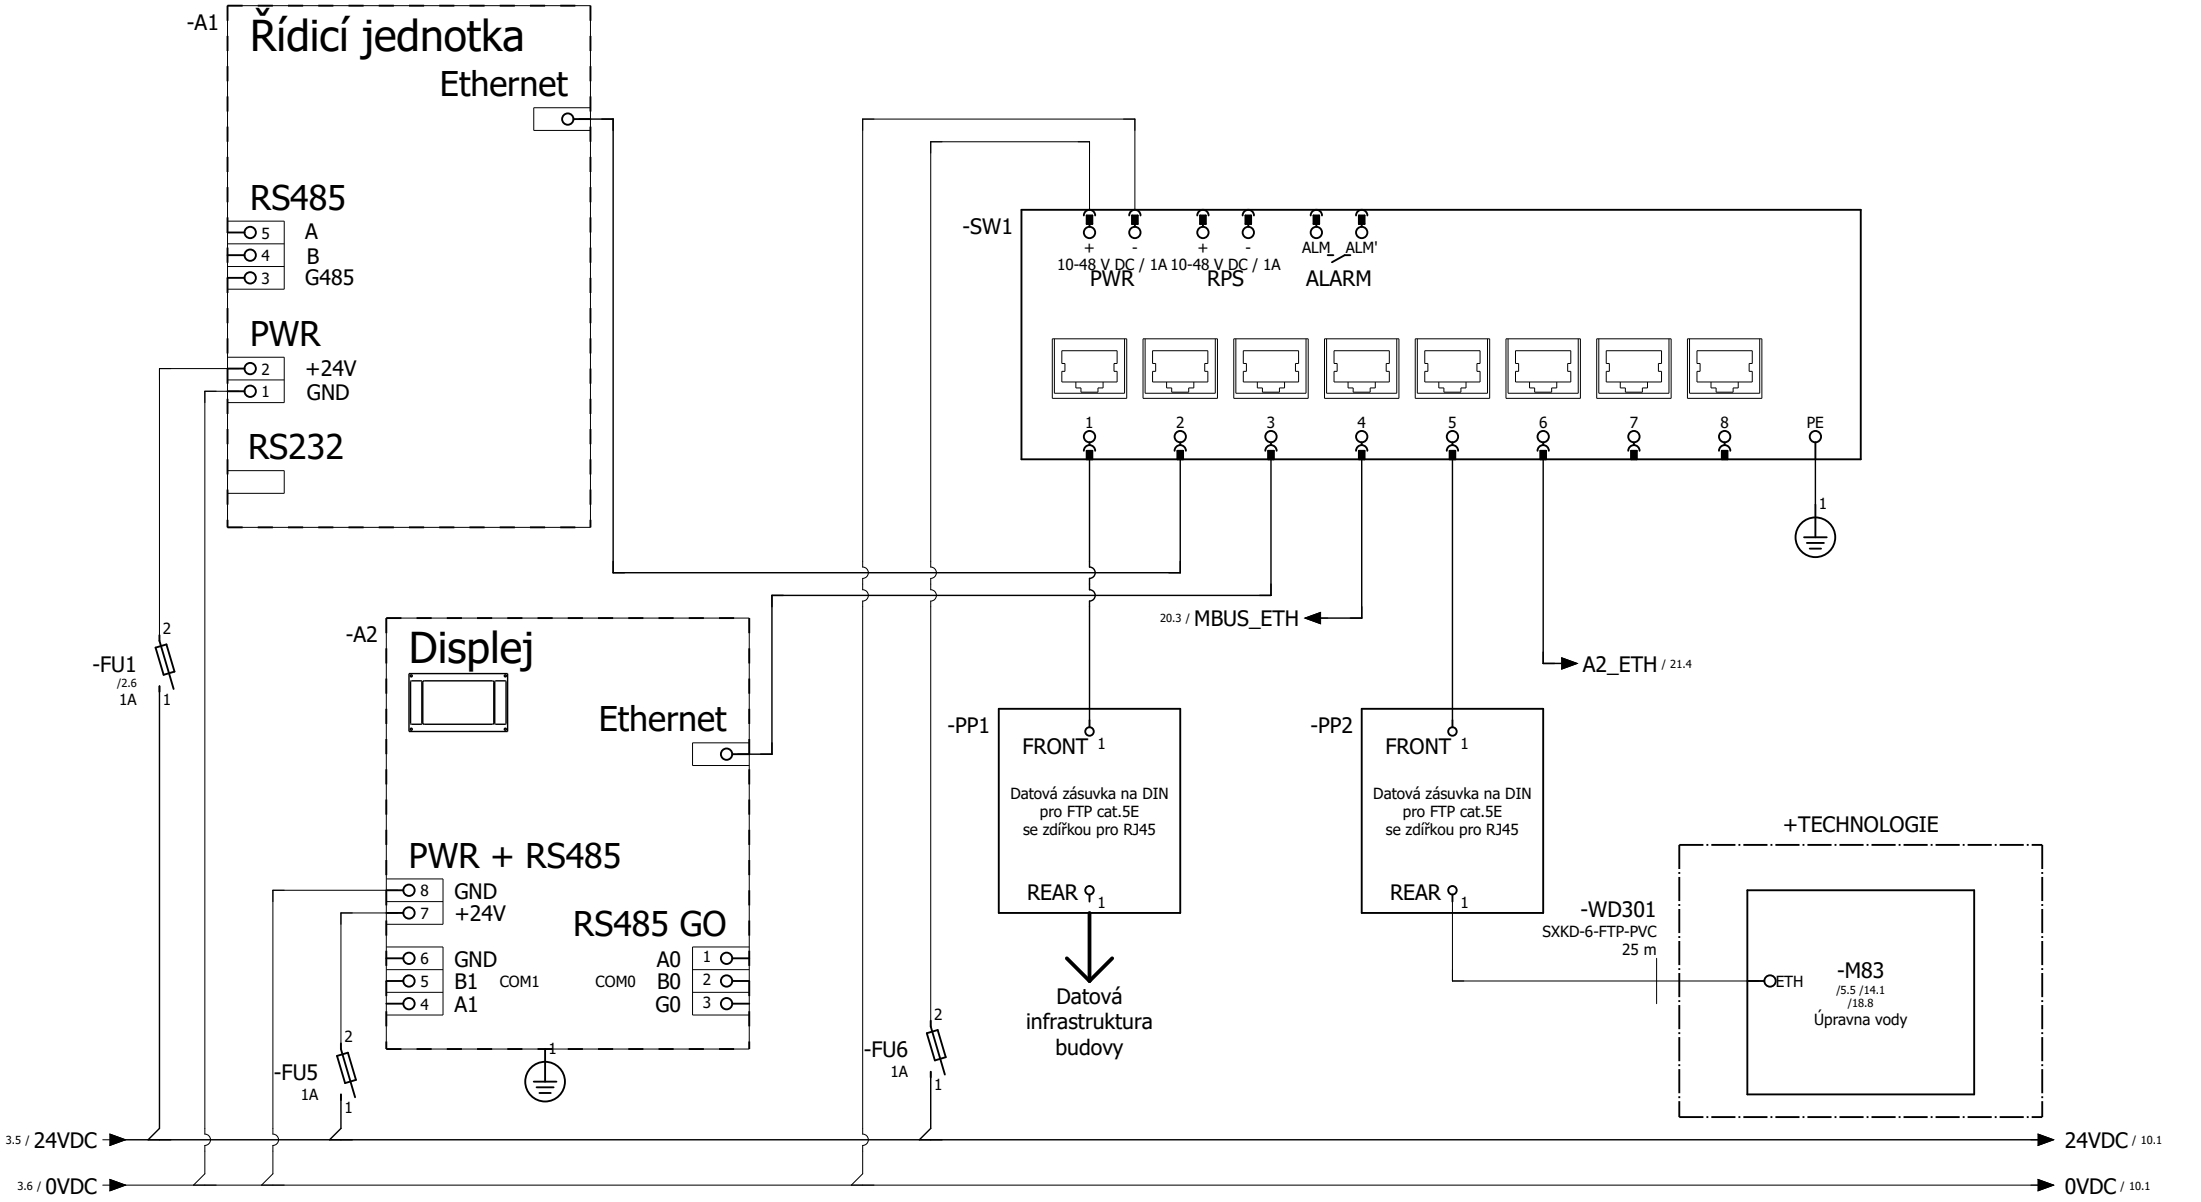 -A1
Řídicí jednotka
Ethernet
RS485
5 A
4 B
3 G485
PWR
2 +24V
1 GND
RS232
-SW1
+ - + - ALM ALM'
10-48 V DC / 1A 10-48 V DC / 1A
PWR RPS ALARM
1 2 3 4 5 6 7 8 PE
1
20.3 / MBUS_ETH
A2_ETH / 21.4
2
-FU1
/2.6
1A
1
-A2
Displej
Ethernet
PWR + RS485
8 GND
7 +24V
RS485 GO
6 GND
5 B1 COM1
4 A1
A0 1
COM0 B0 2
G0 3
1
2
-FU5
1A
1
2
-FU6
1A
1
-PP1
FRONT 1
Datová zásuvka na DIN
pro FTP cat.5E
se zdířkou pro RJ45
REAR 1
Datová
infrastruktura
budovy
-PP2
FRONT 1
Datová zásuvka na DIN
pro FTP cat.5E
se zdířkou pro RJ45
REAR 1
-WD301
SXKD-6-FTP-PVC
25 m
+TECHNOLOGIE
ETH
-M83
/5.5 /14.1
/18.8
Úpravna vody
3.5 / 24VDC
24VDC / 10.1
3.6 / 0VDC
0VDC / 10.1